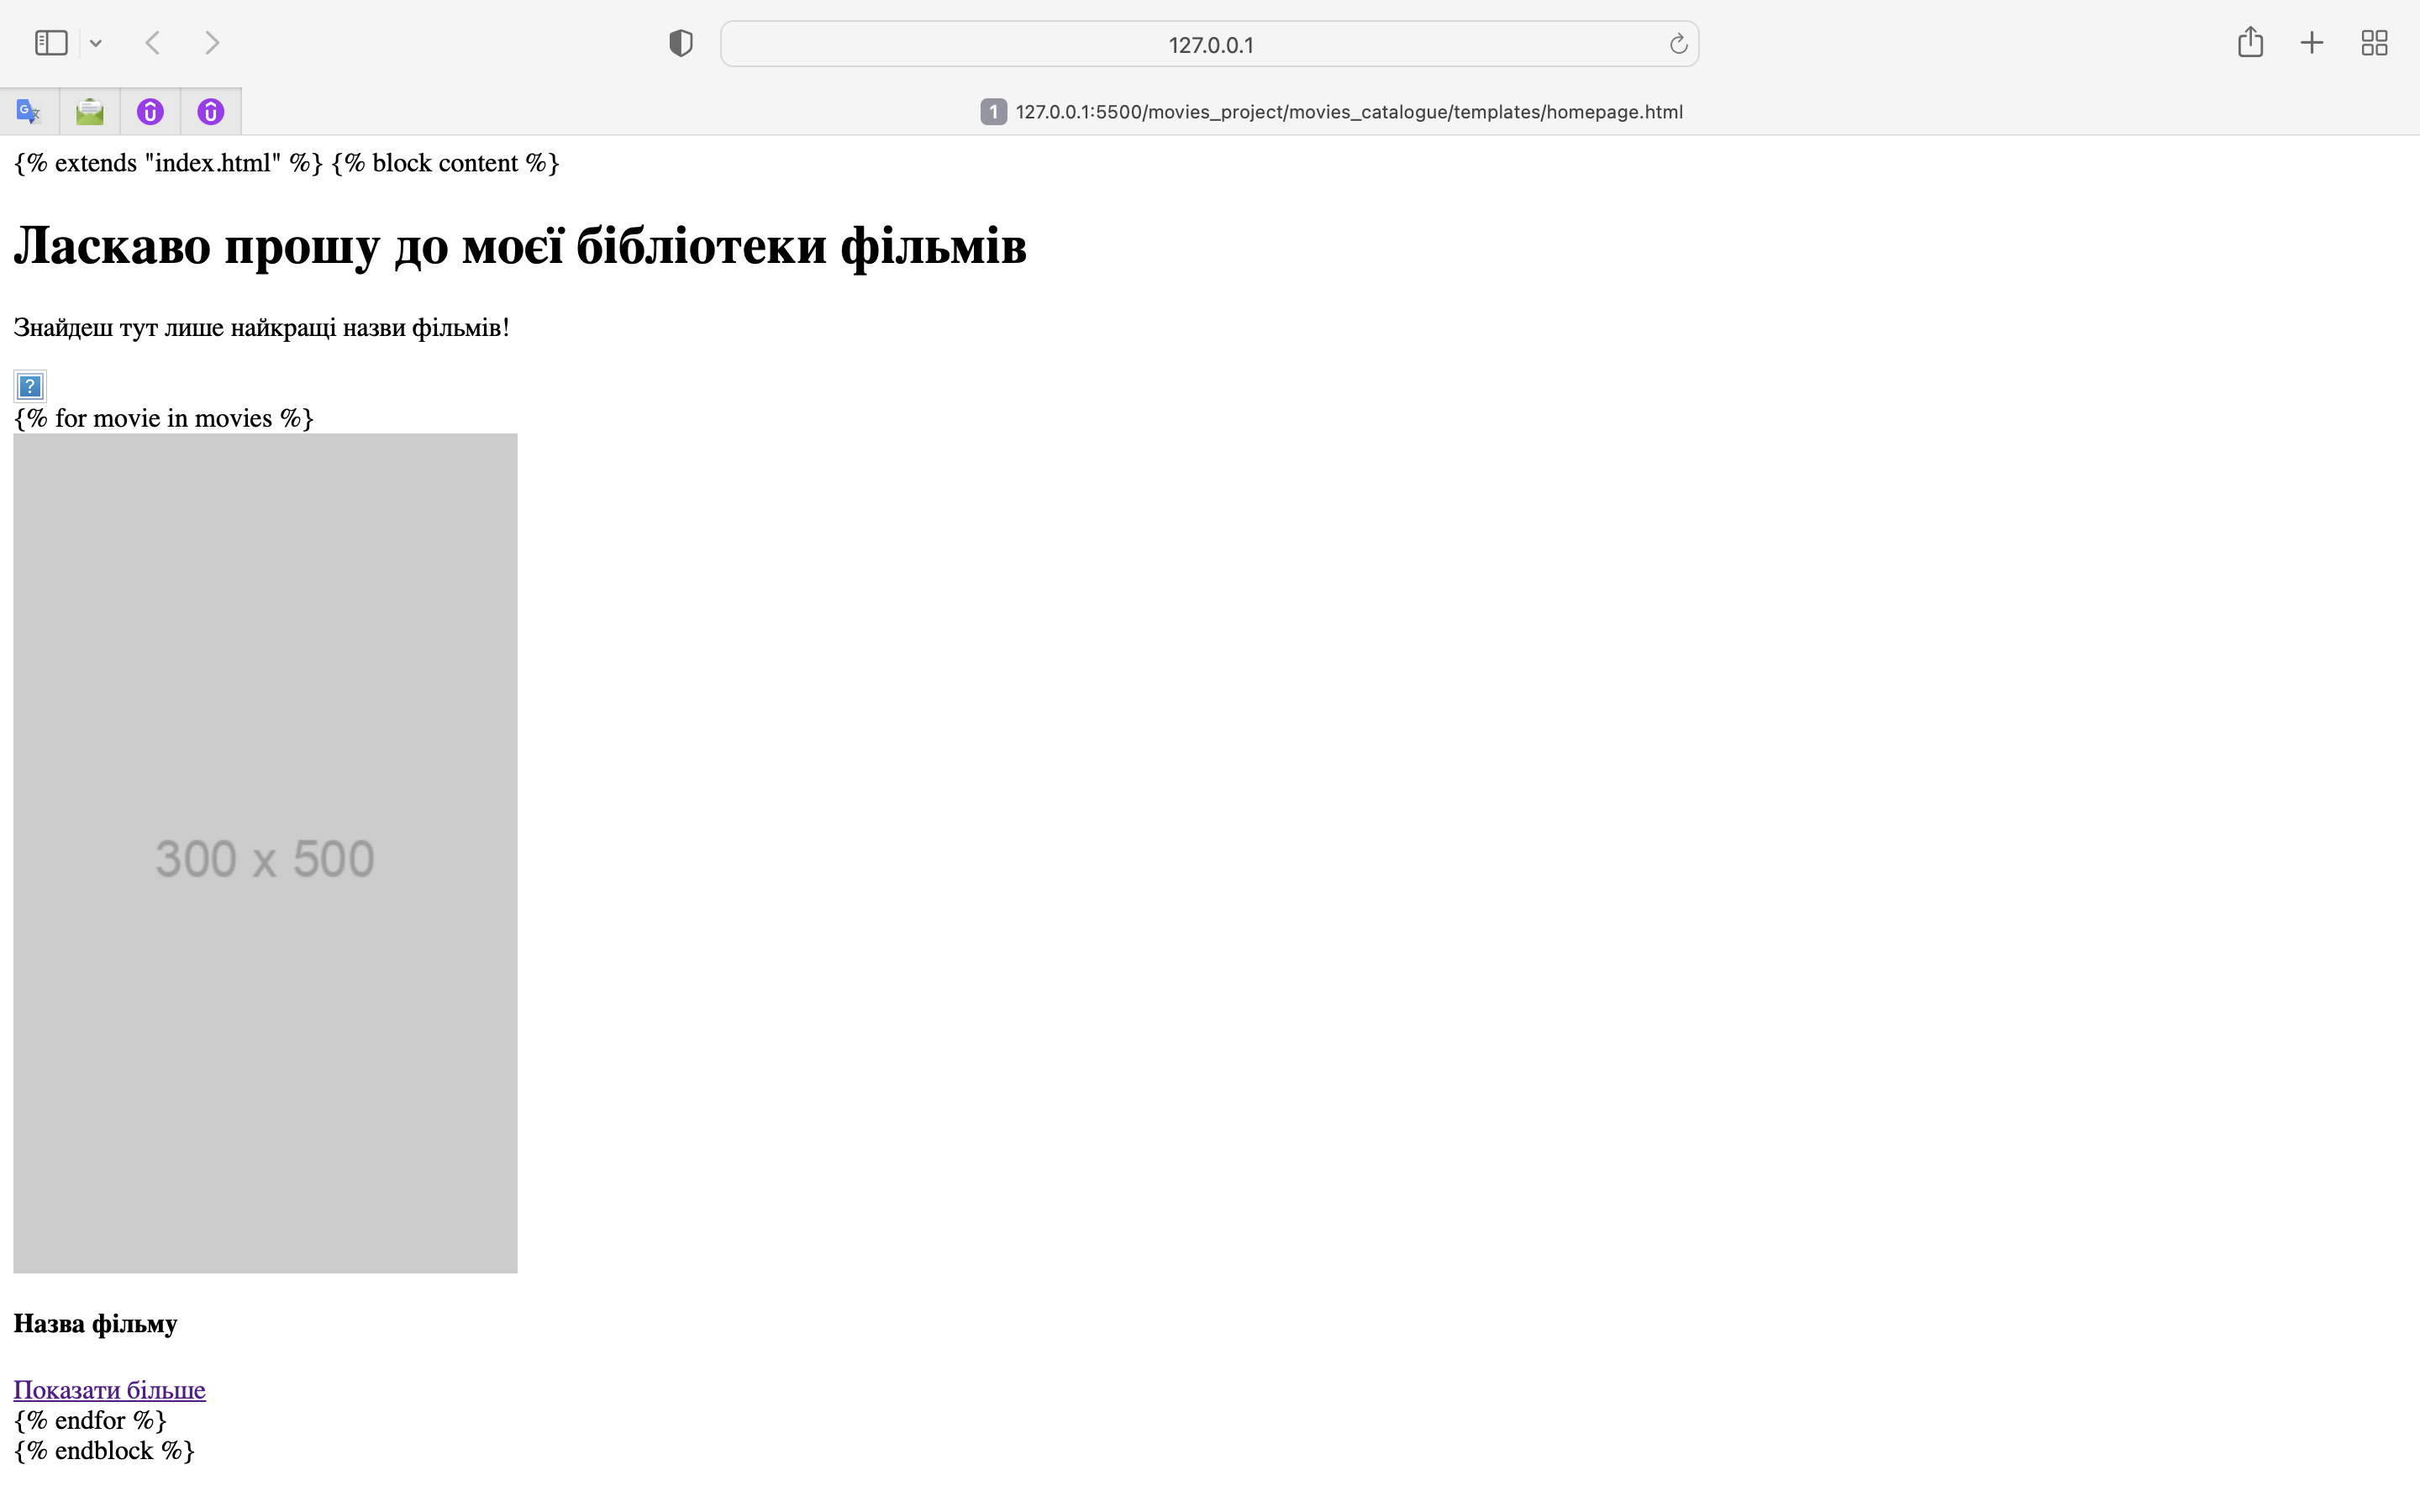 127.0.0.1
1 127.0.0.1:5500/movies_project/movies_catalogue/templates/homepage.html
{% extends "index.html" %} {% block content %}
Ласкаво прошу до моєї бібліотеки фільмів
Знайдеш тут лише найкращі назви фільмів!
?
{% for movie in movies %}
300 x 500
Назва фільму
Показати більше
{% endfor %}
{% endblock %}